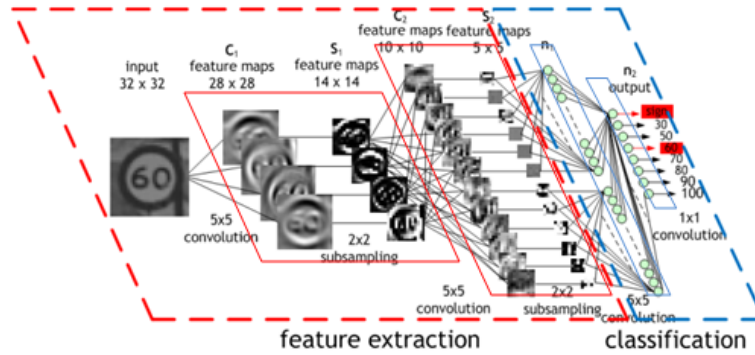 input
32 x 32
C₁
feature maps
28 x 28
S₁
feature maps
14 x 14
C₂
feature maps
10 x 10
S₂
feature maps
5 x 5
n₁
n₂
output
60
sign
30
50
60
70
80
90
100
5x5
convolution
2x2
subsampling
5x5
convolution
2x2
subsampling
5x5
convolution
1x1
convolution
feature extraction
classification